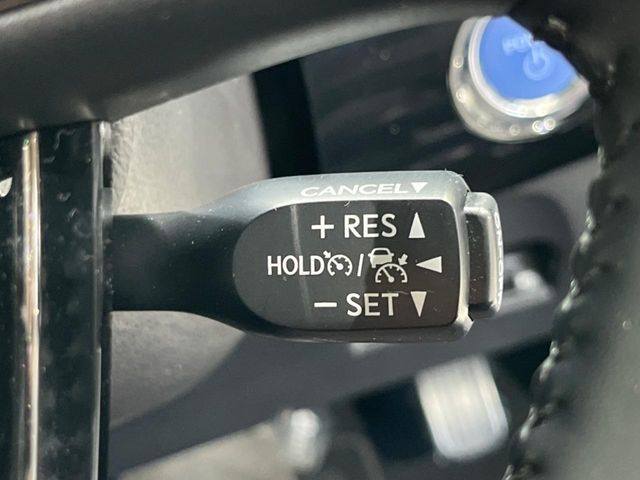 CANCEL▼
+ RES ▲
HOLD / ◀
− SET ▼